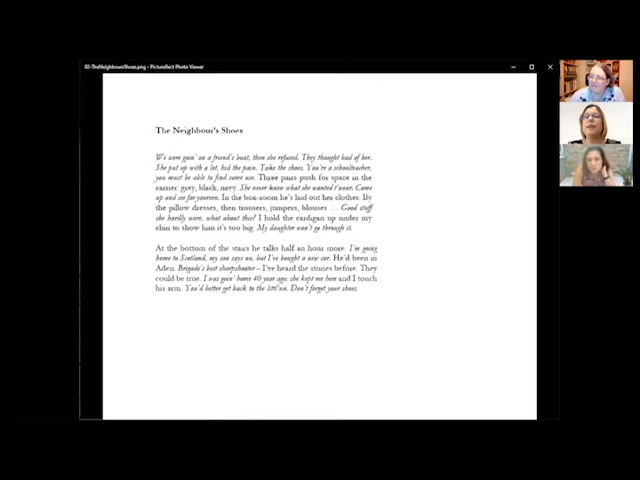 02-TheNeighboursShoes.png - PictureFlect Photo Viewer
The Neighbour's Shoes
We were goin' on a friend's boat, then she refused. They thought bad of her.
She put up with a lot, hid the pain. Take the shoes. You're a schoolteacher,
you must be able to find some use. Three pairs push for space in the
carrier: grey, black, navy. She never knew what she wanted t'wear. Come
up and see for yourself. In the box-room he's laid out her clothes. By
the pillow dresses, then trousers, jumpers, blouses ... Good stuff
she hardly wore, what about this? I hold the cardigan up under my
chin to show him it's too big. My daughter won't go through it.
At the bottom of the stairs he talks half an hour more. I'm going
home to Scotland, my son says no, but I've bought a new car. He'd been in
Aden. Brigade's best sharpshooter – I've heard the stories before. They
could be true. I was goin' home 40 year ago; she kept me here and I touch
his arm. You'd better get back to the littl'un. Don't forget your shoes.